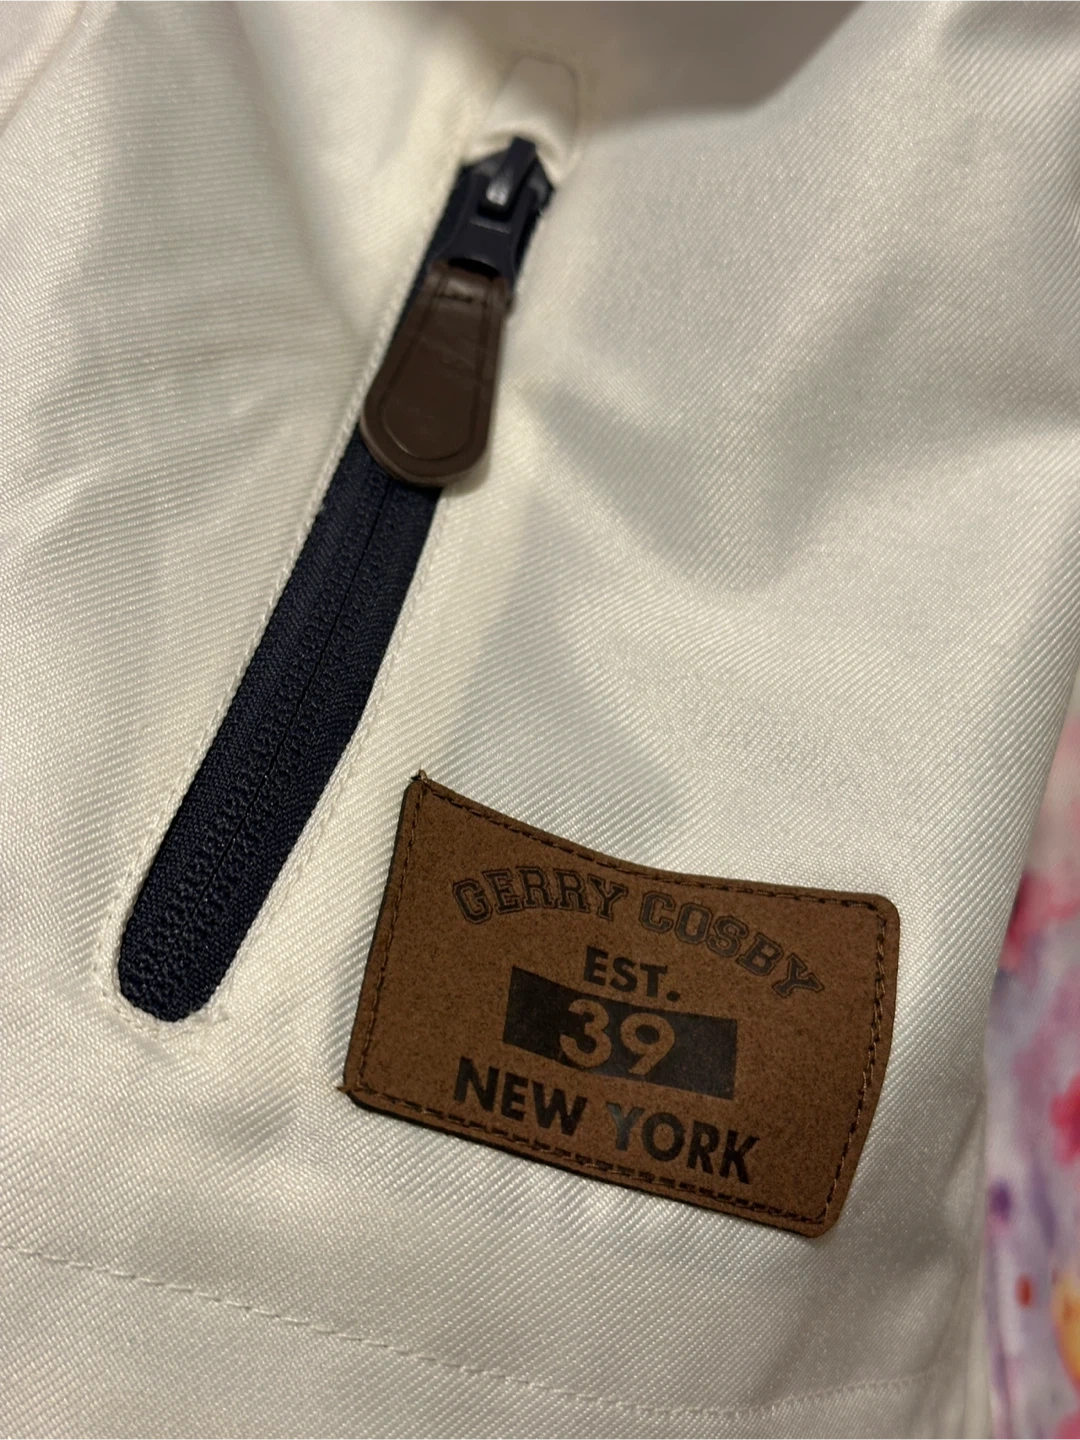 GERRY COSBY
EST.
39
NEW YORK